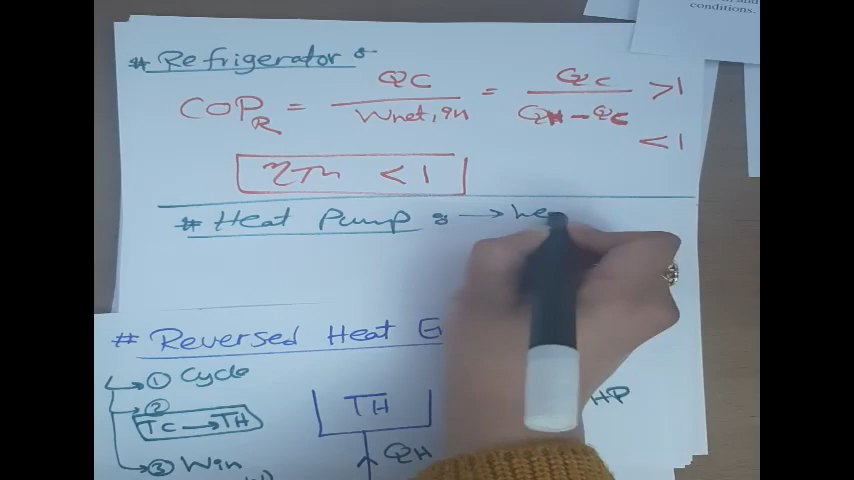 conditions.
# Refrigerator :-
COP_R = QC / Wnet,in = QC / QH - QC > 1
< 1
ηTh < 1
# Heat Pump : → he
# Reversed Heat E
① Cycle
② TC → TH
③ Win
TH
QH
HP